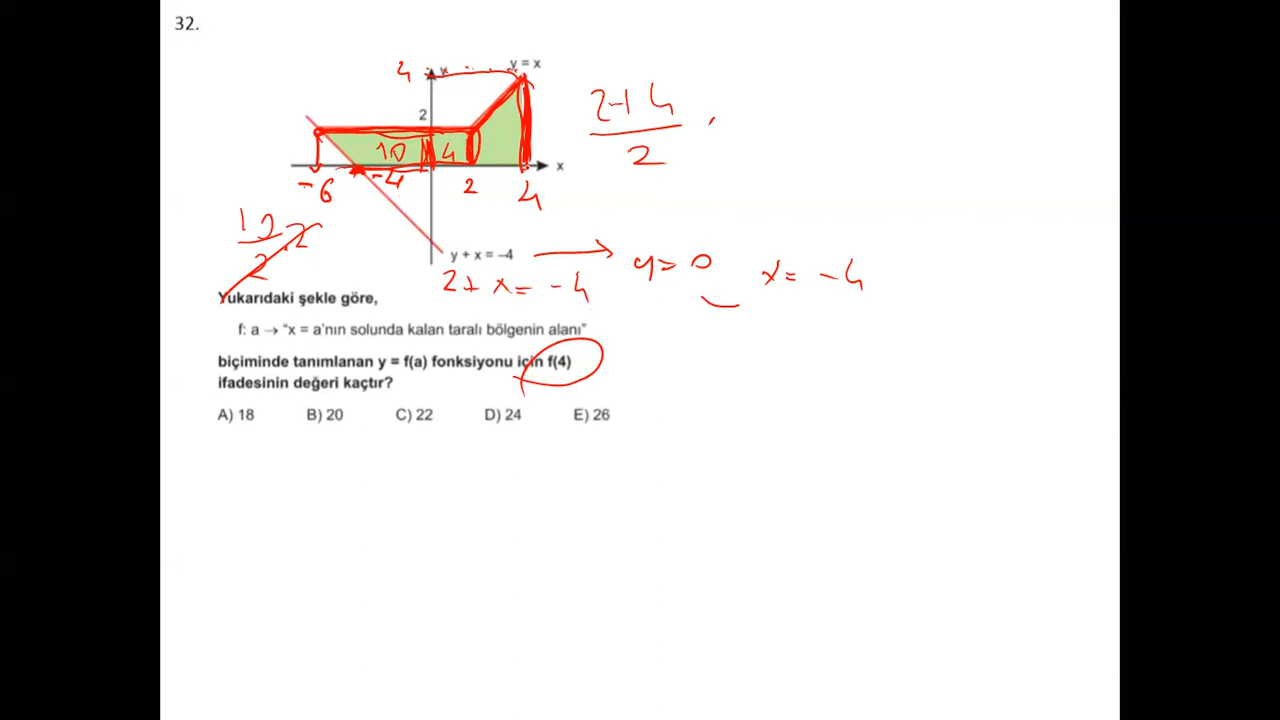 32.
4
y = x
2
10
4
x
-6
-4
2
4
2+4
2
12
2
.2
y + x = −4
y = 0
x = -4
2 + x = -4
Yukarıdaki şekle göre,
f: a → “x = a’nın solunda kalan taralı bölgenin alanı”
biçiminde tanımlanan y = f(a) fonksiyonu için f(4)
ifadesinin değeri kaçtır?
A) 18 B) 20 C) 22 D) 24 E) 26